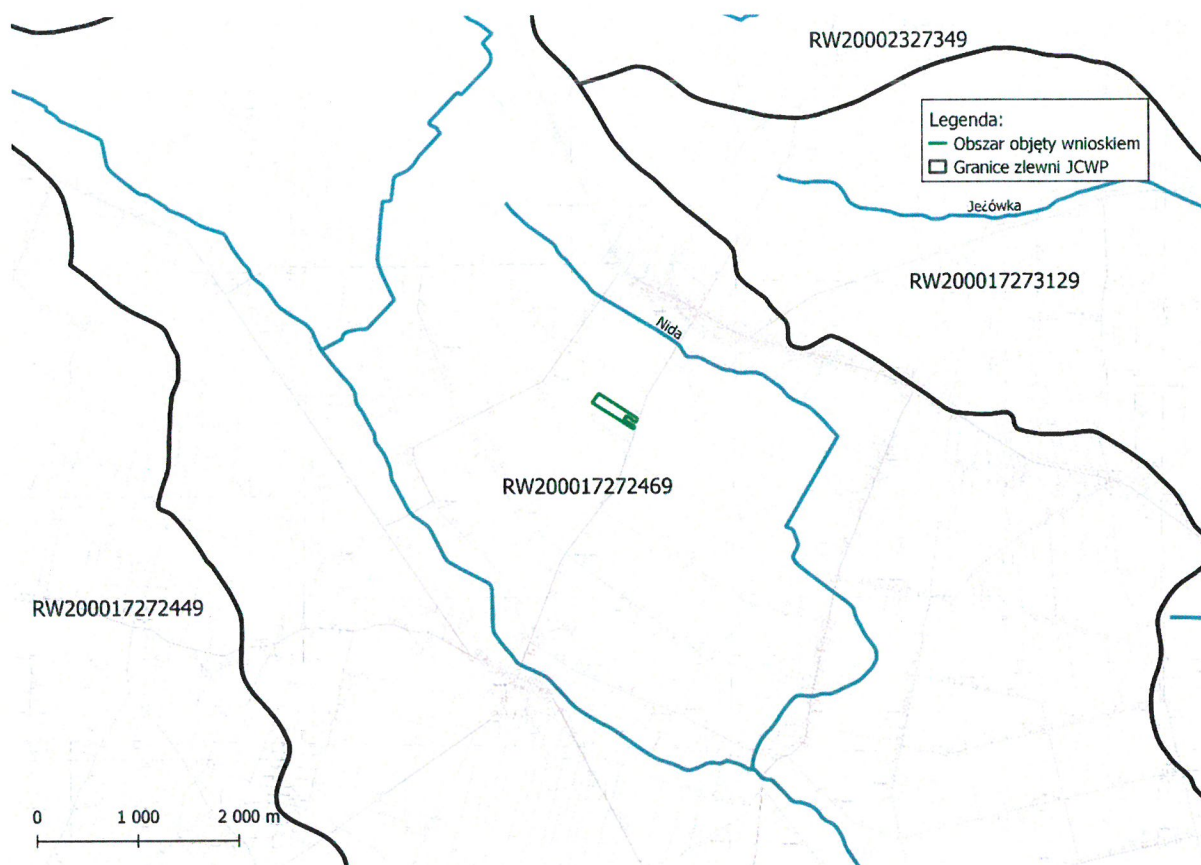 RW20002327349
Legenda:
Obszar objęty wnioskiem
Granice zlewni JCWP
Jeżówka
RW200017273129
Nida
RW200017272469
RW200017272449
0 1 000 2 000 m